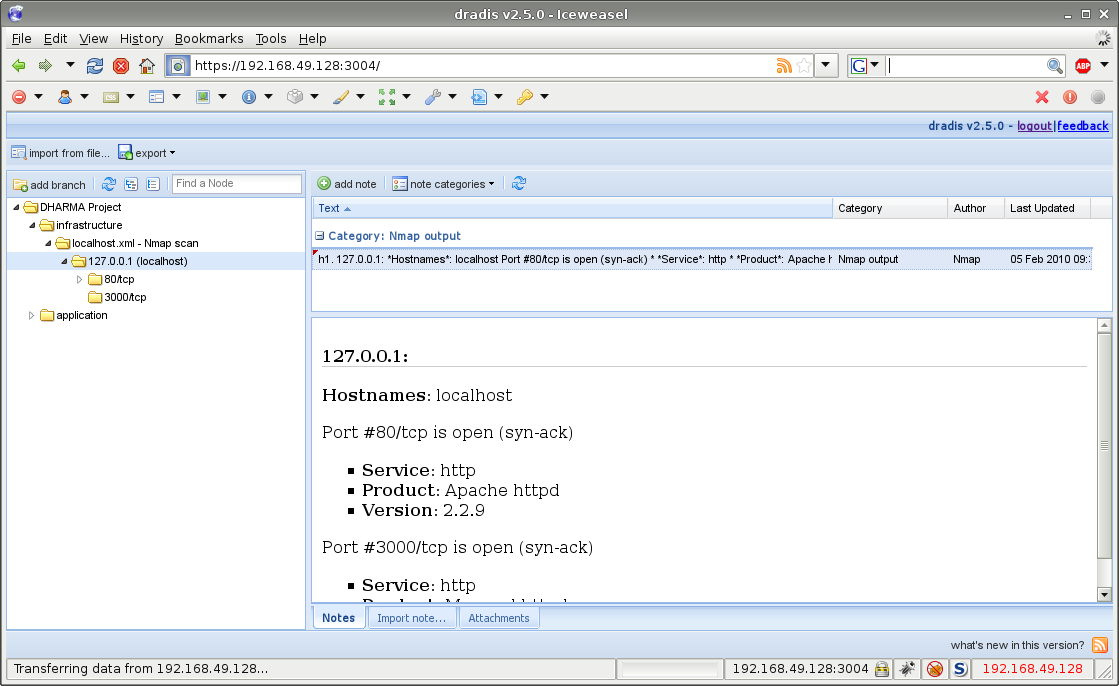 dradis v2.5.0 - Iceweasel
File Edit View History Bookmarks Tools Help
https://192.168.49.128:3004/
G
ABP
dradis v2.5.0 - logout|feedback
import from file... export
add branch Find a Node
add note note categories
DHARMA Project
infrastructure
localhost.xml - Nmap scan
127.0.0.1 (localhost)
80/tcp
3000/tcp
application
Text Category Author Last Updated
Category: Nmap output
h1. 127.0.0.1: *Hostnames*: localhost Port #80/tcp is open (syn-ack) * *Service*: http * *Product*: Apache h Nmap output Nmap 05 Feb 2010 09:
127.0.0.1:
Hostnames: localhost
Port #80/tcp is open (syn-ack)
Service: http
Product: Apache httpd
Version: 2.2.9
Port #3000/tcp is open (syn-ack)
Service: http
Notes Import note... Attachments
what's new in this version?
Transferring data from 192.168.49.128... 192.168.49.128:3004 S 192.168.49.128